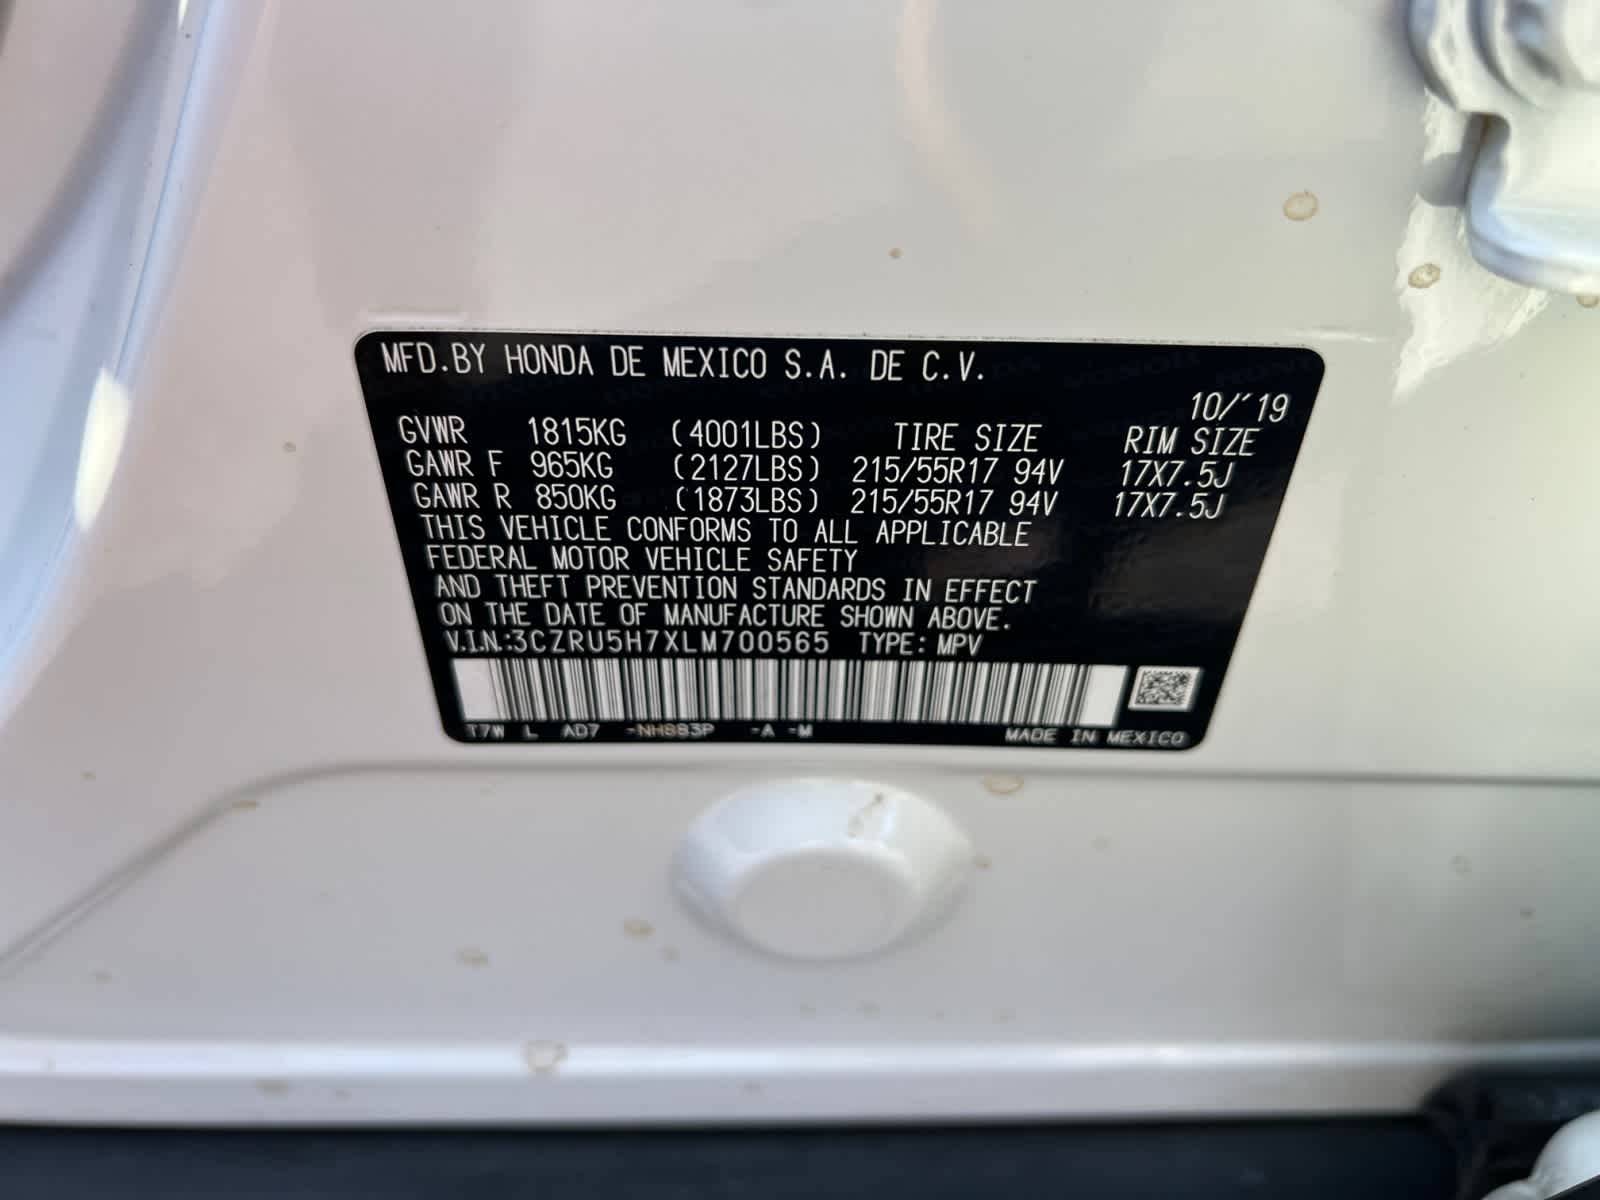 MFD.BY HONDA DE MEXICO S.A. DE C.V.
10/'19
GVWR 1815KG (4001LBS) TIRE SIZE RIM SIZE
GAWR F 965KG (2127LBS) 215/55R17 94V 17X7.5J
GAWR R 850KG (1873LBS) 215/55R17 94V 17X7.5J
THIS VEHICLE CONFORMS TO ALL APPLICABLE
FEDERAL MOTOR VEHICLE SAFETY
AND THEFT PREVENTION STANDARDS IN EFFECT
ON THE DATE OF MANUFACTURE SHOWN ABOVE.
V.I.N.:3CZRU5H7XLM700565 TYPE: MPV
T7W L AD7 -NH883P -A -M MADE IN MEXICO